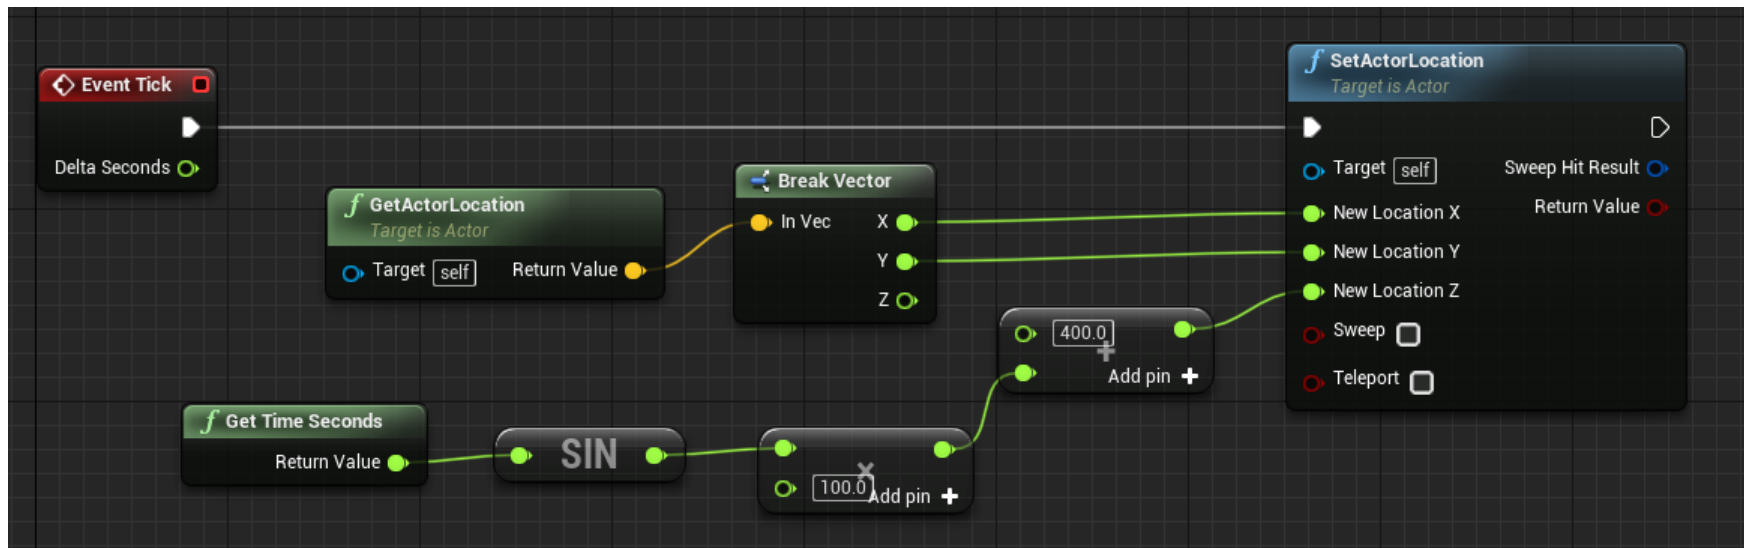 Event Tick
Delta Seconds
f GetActorLocation
Target is Actor
Target self
Return Value
Break Vector
In Vec
X
Y
Z
Get Time Seconds
Return Value
SIN
×
100.0
Add pin +
400.0
+
Add pin +
f SetActorLocation
Target is Actor
Target self
Sweep Hit Result
New Location X
Return Value
New Location Y
New Location Z
Sweep
Teleport